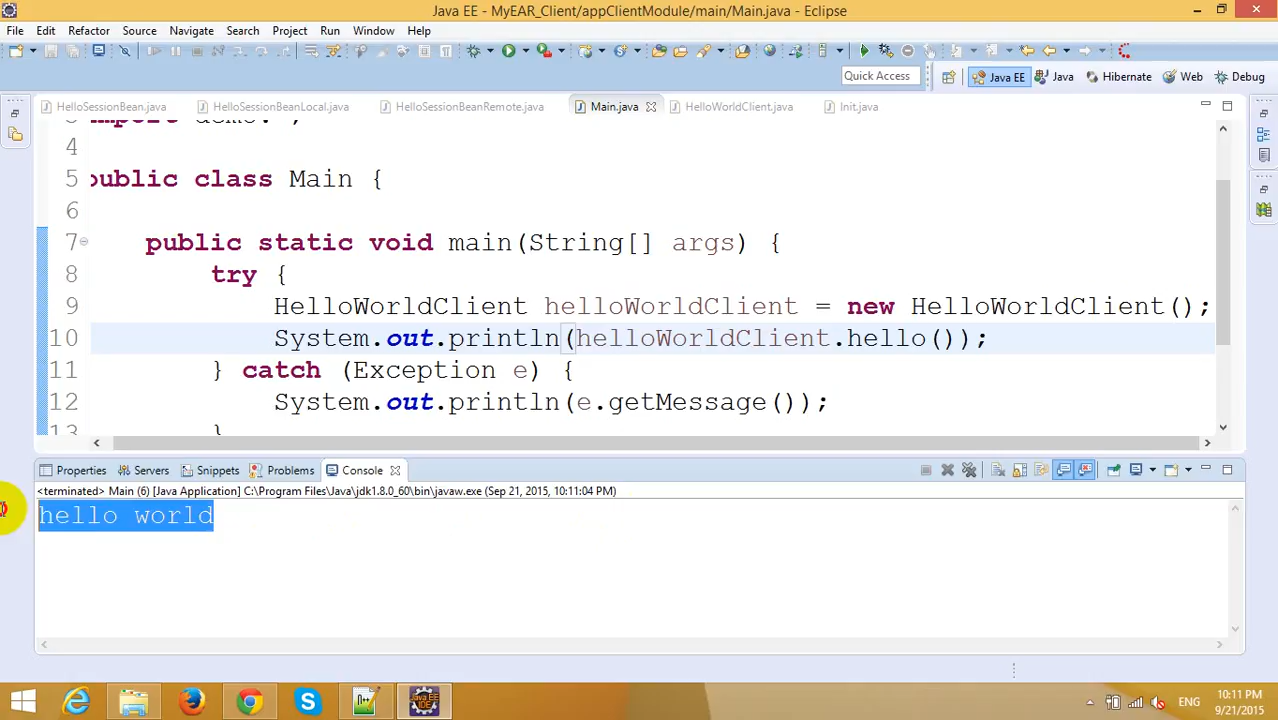 Java EE - MyEAR_Client/appClientModule/main/Main.java - Eclipse
File Edit Refactor Source Navigate Search Project Run Window Help
Quick Access Java EE Java Hibernate Web Debug
HelloSessionBean.java HelloSessionBeanLocal.java HelloSessionBeanRemote.java Main.java HelloWorldClient.java Init.java
4
5 public class Main {
6
7 public static void main(String[] args) {
8 try {
9 HelloWorldClient helloWorldClient = new HelloWorldClient();
10 System.out.println(helloWorldClient.hello());
11 } catch (Exception e) {
12 System.out.println(e.getMessage());
}
Properties Servers Snippets Problems Console
<terminated> Main (6) [Java Application] C:\Program Files\Java\jdk1.8.0_60\bin\javaw.exe (Sep 21, 2015, 10:11:04 PM)
hello world
ENG
10:11 PM
9/21/2015